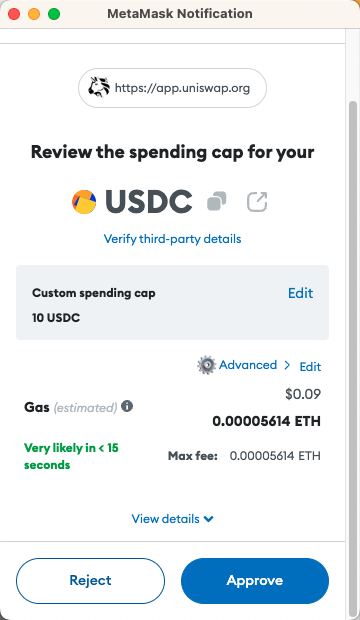 MetaMask Notification
https://app.uniswap.org
Review the spending cap for your
USDC
Verify third-party details
Custom spending cap
Edit
10 USDC
Advanced
Edit
$0.09
Gas (estimated)
0.00005614 ETH
Very likely in < 15
seconds
Max fee: 0.00005614 ETH
View details
Reject
Approve